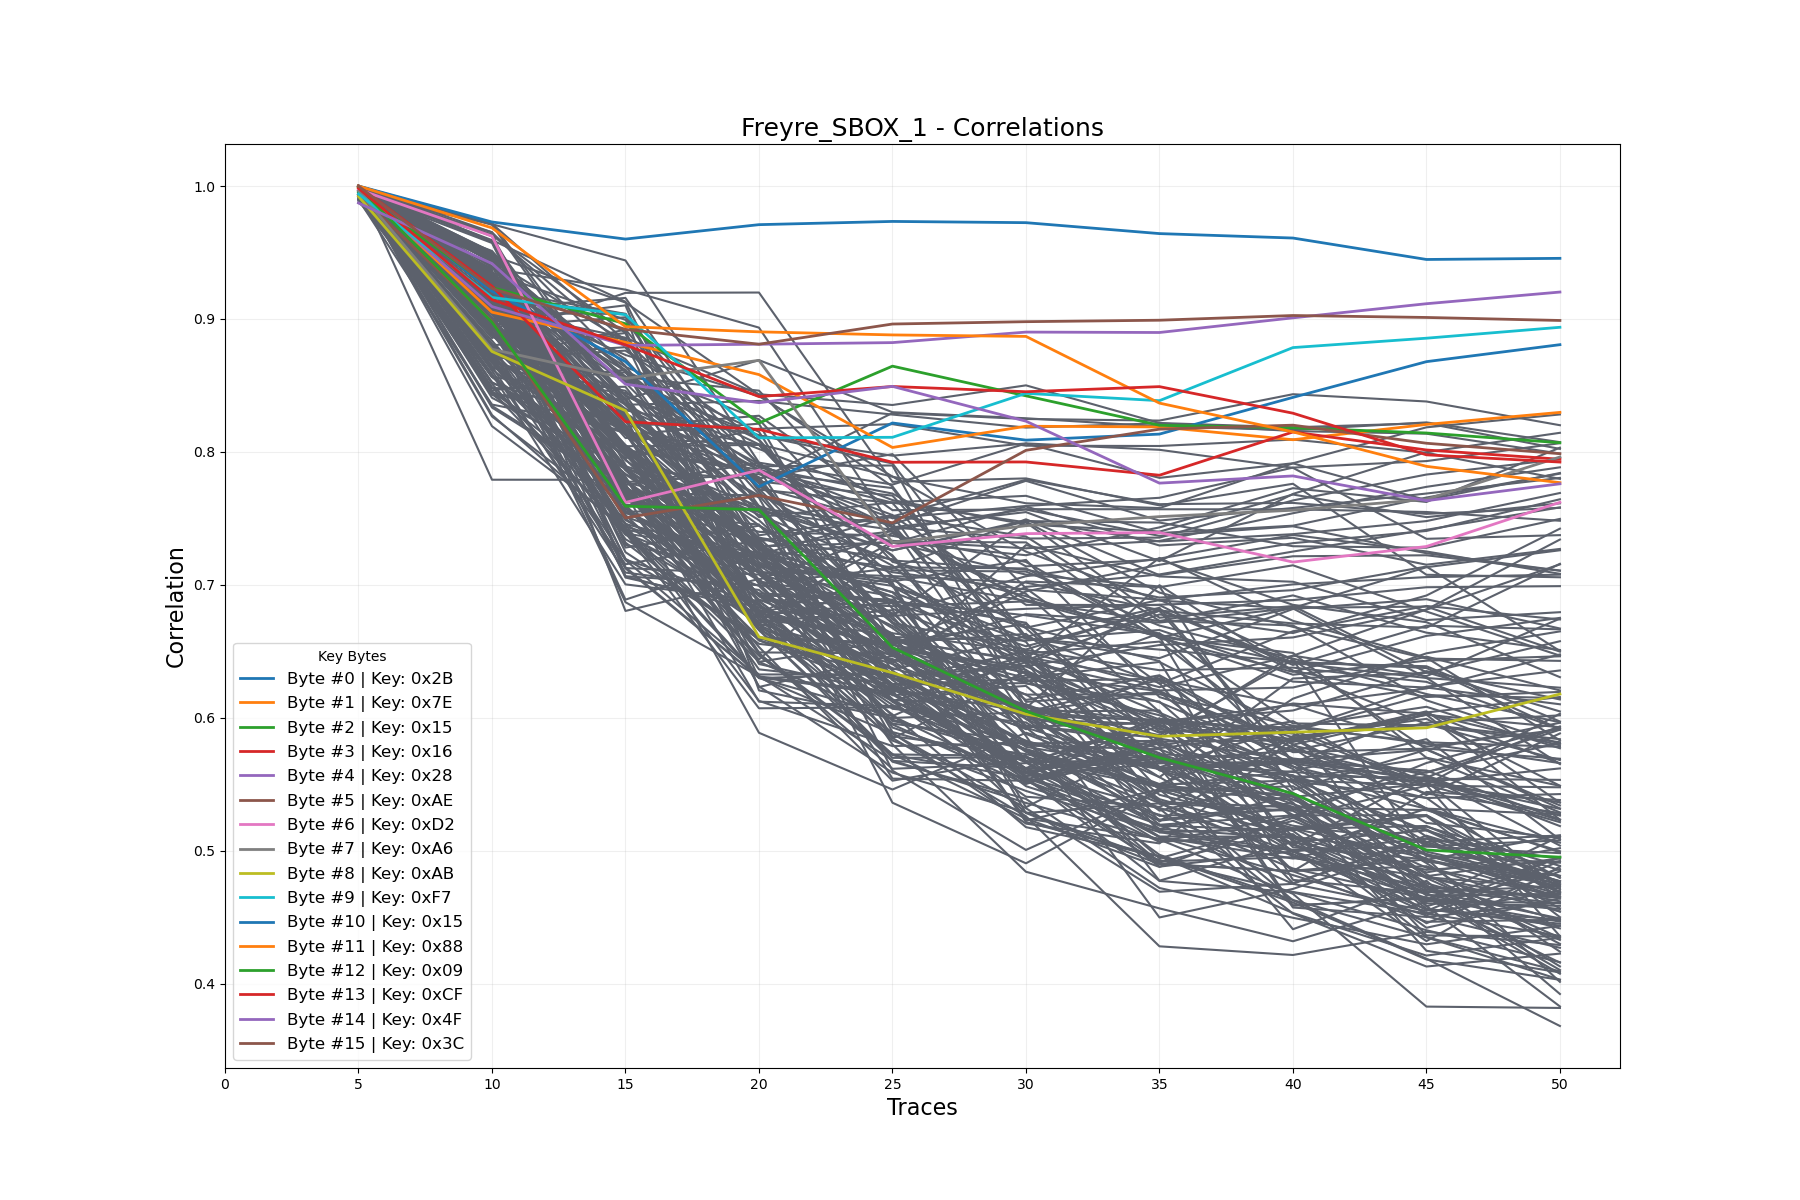 Freyre_SBOX_1 - Correlations
1.0
0.9
0.8
0.7
0.6
0.5
0.4
Correlation
Key Bytes
Byte #0 | Key: 0x2B
Byte #1 | Key: 0x7E
Byte #2 | Key: 0x15
Byte #3 | Key: 0x16
Byte #4 | Key: 0x28
Byte #5 | Key: 0xAE
Byte #6 | Key: 0xD2
Byte #7 | Key: 0xA6
Byte #8 | Key: 0xAB
Byte #9 | Key: 0xF7
Byte #10 | Key: 0x15
Byte #11 | Key: 0x88
Byte #12 | Key: 0x09
Byte #13 | Key: 0xCF
Byte #14 | Key: 0x4F
Byte #15 | Key: 0x3C
0 5 10 15 20 25 30 35 40 45 50
Traces